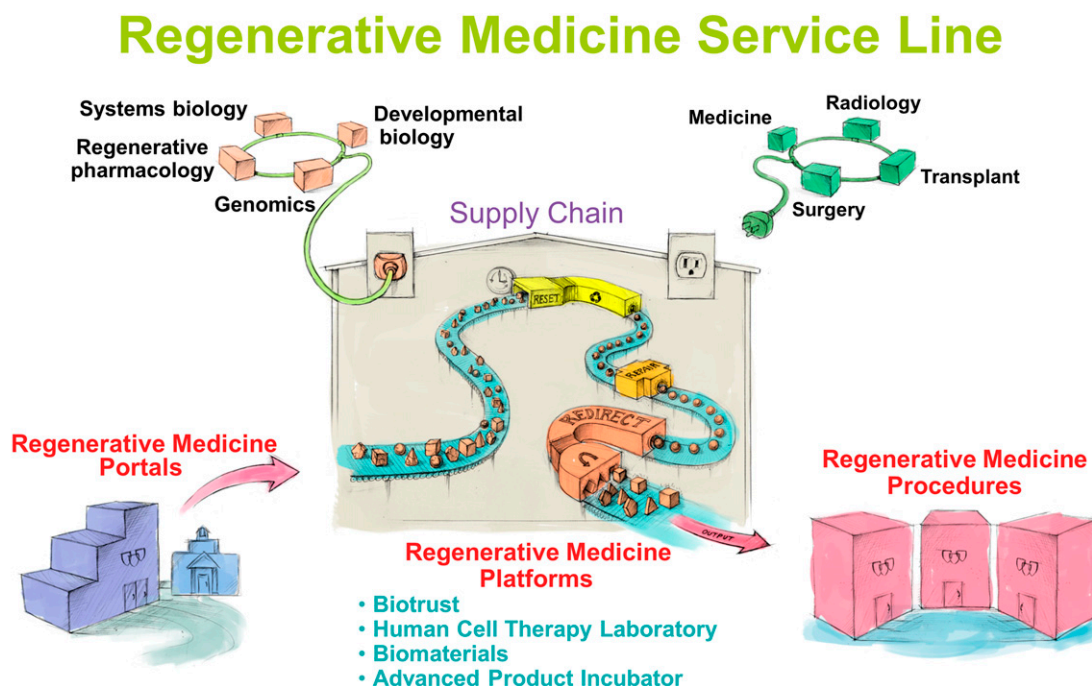 Regenerative Medicine Service Line
Systems biology
Developmental
biology
Regenerative
pharmacology
Genomics
Medicine
Radiology
Transplant
Surgery
Supply Chain
RESET
REPAIR
REDIRECT
Regenerative Medicine
Portals
OUTPUT
Regenerative Medicine
Procedures
Regenerative Medicine
Platforms
• Biotrust
• Human Cell Therapy Laboratory
• Biomaterials
• Advanced Product Incubator